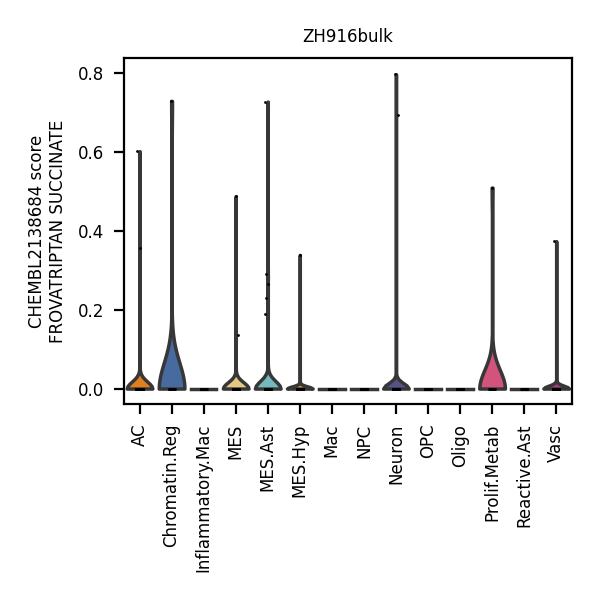 ZH916bulk
CHEMBL2138684 score
FROVATRIPTAN SUCCINATE
0.8
0.6
0.4
0.2
0.0
AC
Chromatin.Reg
Inflammatory.Mac
MES
MES.Ast
MES.Hyp
Mac
NPC
Neuron
OPC
Oligo
Prolif.Metab
Reactive.Ast
Vasc